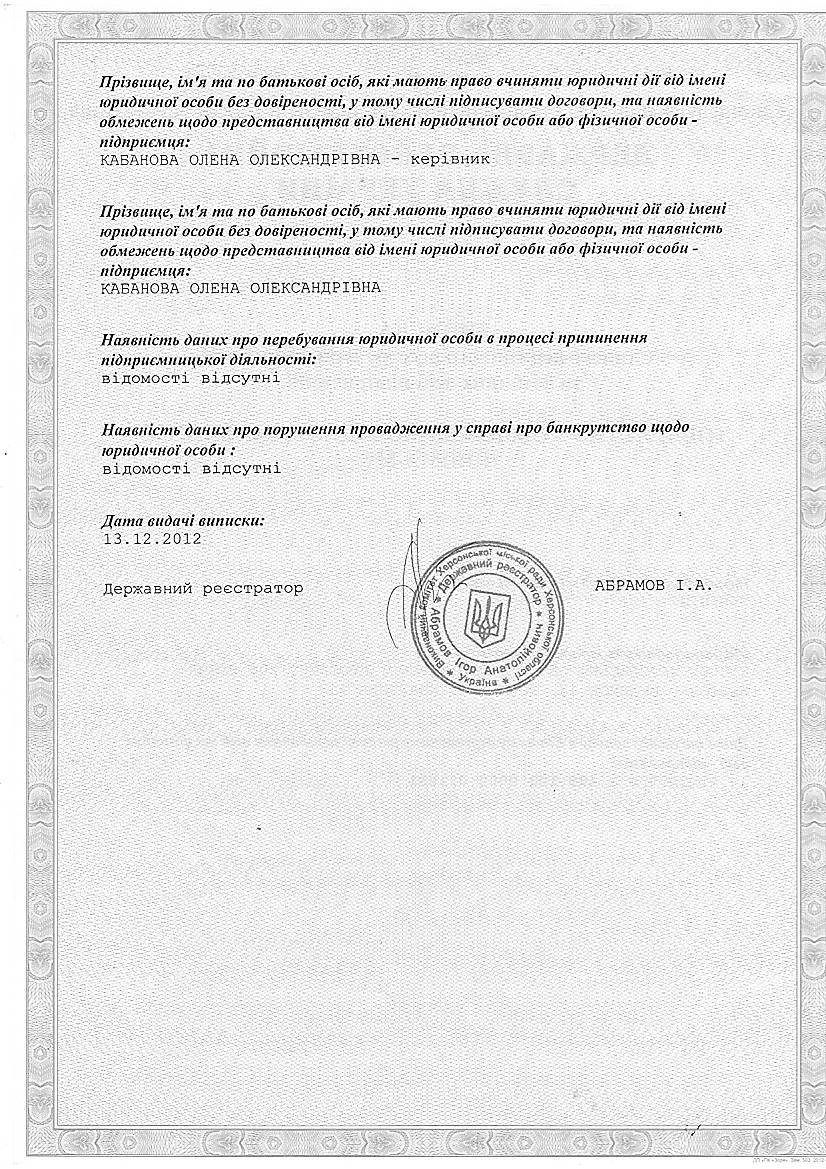 Прізвище, ім'я та по батькові осіб, які мають право вчиняти юридичні дії від імені
юридичної особи без довіреності, у тому числі підписувати договори, та наявність
обмежень щодо представництва від імені юридичної особи або фізичної особи -
підприємця:
КАБАНОВА ОЛЕНА ОЛЕКСАНДРІВНА – керівник
Прізвище, ім'я та по батькові осіб, які мають право вчиняти юридичні дії від імені
юридичної особи без довіреності, у тому числі підписувати договори, та наявність
обмежень щодо представництва від імені юридичної особи або фізичної особи -
підприємця:
КАБАНОВА ОЛЕНА ОЛЕКСАНДРІВНА
Наявність даних про перебування юридичної особи в процесі припинення
підприємницької діяльності:
відомості відсутні
Наявність даних про порушення провадження у справі про банкрутство щодо
юридичної особи :
відомості відсутні
Дата видачі виписки:
13.12.2012
Державний реєстратор
АБРАМОВ І.А.
Виконавчий комітет Херсонської міської ради Херсонської області * Україна *
Державний реєстратор * Абрамов Ігор Анатолійович *